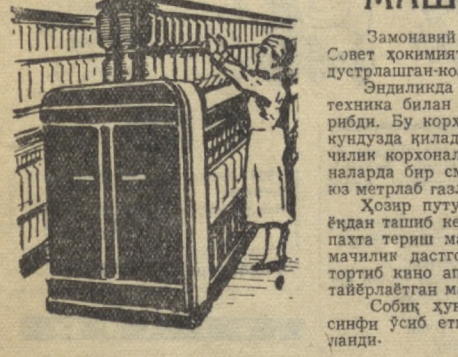 МАШ
Замонавий
Совет ҳокимият
дустрлашган-ко
Эндиликда
техника билан
рибди. Бу корх
кундузда қилад
чилик корхонал
наларда бир см
юз метрлаб газл
Ҳозир путу
ёқдан ташиб ке
пахта териш ма
мачилик дастго
тортиб кино ап
тайёрлаётган м
Собиқ ҳун
синфи ўсиб ет
ланди.